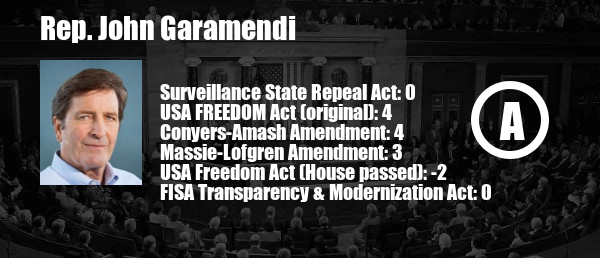 Rep. John Garamendi
Surveillance State Repeal Act: 0
USA FREEDOM Act (original): 4
Conyers-Amash Amendment: 4
Massie-Lofgren Amendment: 3
USA Freedom Act (House passed): -2
FISA Transparency & Modernization Act: 0
A